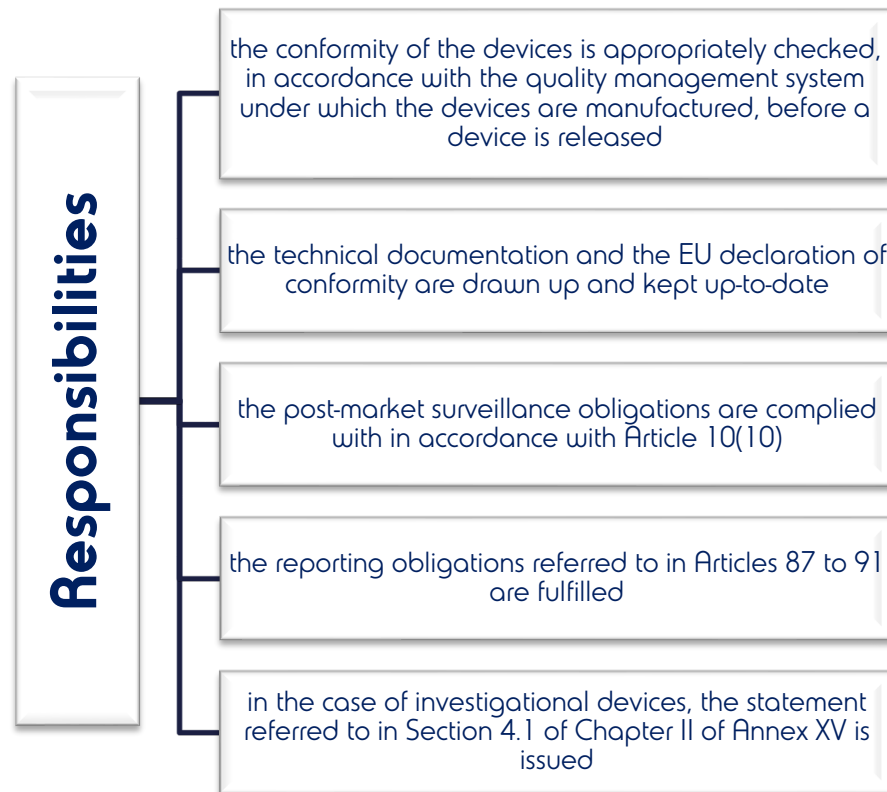 Responsibilities
the conformity of the devices is appropriately checked,
in accordance with the quality management system
under which the devices are manufactured, before a
device is released
the technical documentation and the EU declaration of
conformity are drawn up and kept up-to-date
the post-market surveillance obligations are complied
with in accordance with Article 10(10)
the reporting obligations referred to in Articles 87 to 91
are fulfilled
in the case of investigational devices, the statement
referred to in Section 4.1 of Chapter II of Annex XV is
issued